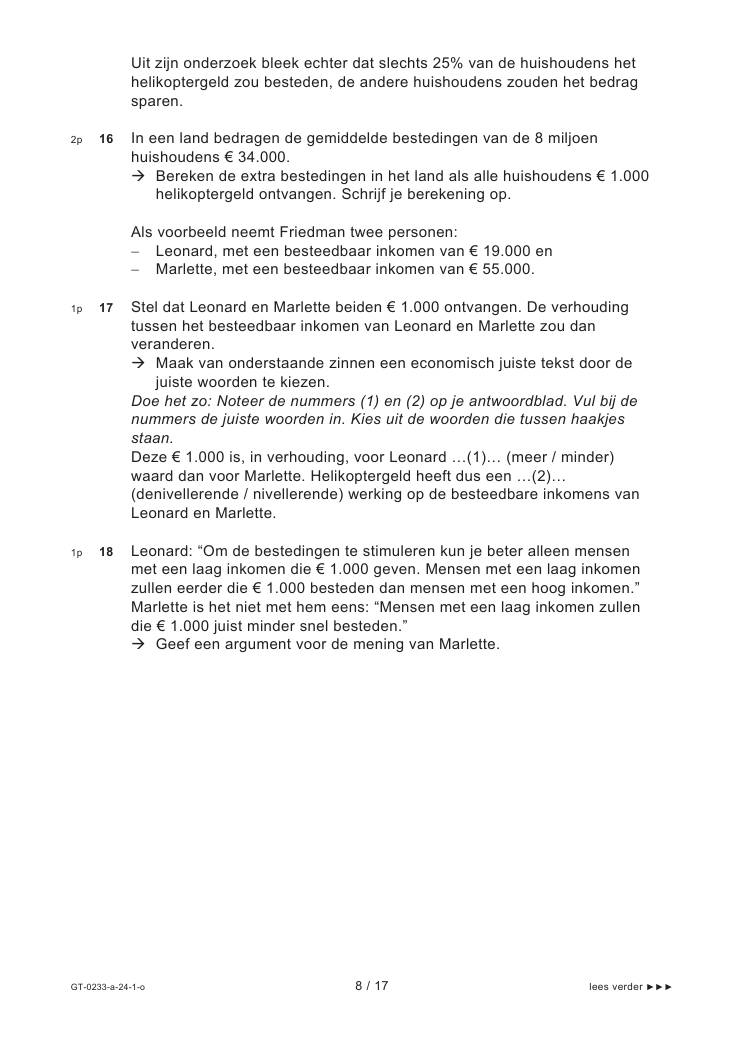 Uit zijn onderzoek bleek echter dat slechts 25% van de huishoudens het
helikoptergeld zou besteden, de andere huishoudens zouden het bedrag
sparen.
2p 16 In een land bedragen de gemiddelde bestedingen van de 8 miljoen
huishoudens € 34.000.
→ Bereken de extra bestedingen in het land als alle huishoudens € 1.000
helikoptergeld ontvangen. Schrijf je berekening op.
Als voorbeeld neemt Friedman twee personen:
− Leonard, met een besteedbaar inkomen van € 19.000 en
− Marlette, met een besteedbaar inkomen van € 55.000.
1p 17 Stel dat Leonard en Marlette beiden € 1.000 ontvangen. De verhouding
tussen het besteedbaar inkomen van Leonard en Marlette zou dan
veranderen.
→ Maak van onderstaande zinnen een economisch juiste tekst door de
juiste woorden te kiezen.
Doe het zo: Noteer de nummers (1) en (2) op je antwoordblad. Vul bij de
nummers de juiste woorden in. Kies uit de woorden die tussen haakjes
staan.
Deze € 1.000 is, in verhouding, voor Leonard …(1)… (meer / minder)
waard dan voor Marlette. Helikoptergeld heeft dus een …(2)…
(denivellerende / nivellerende) werking op de besteedbare inkomens van
Leonard en Marlette.
1p 18 Leonard: “Om de bestedingen te stimuleren kun je beter alleen mensen
met een laag inkomen die € 1.000 geven. Mensen met een laag inkomen
zullen eerder die € 1.000 besteden dan mensen met een hoog inkomen.”
Marlette is het niet met hem eens: “Mensen met een laag inkomen zullen
die € 1.000 juist minder snel besteden.”
→ Geef een argument voor de mening van Marlette.
GT-0233-a-24-1-o 8 / 17 lees verder ►►►